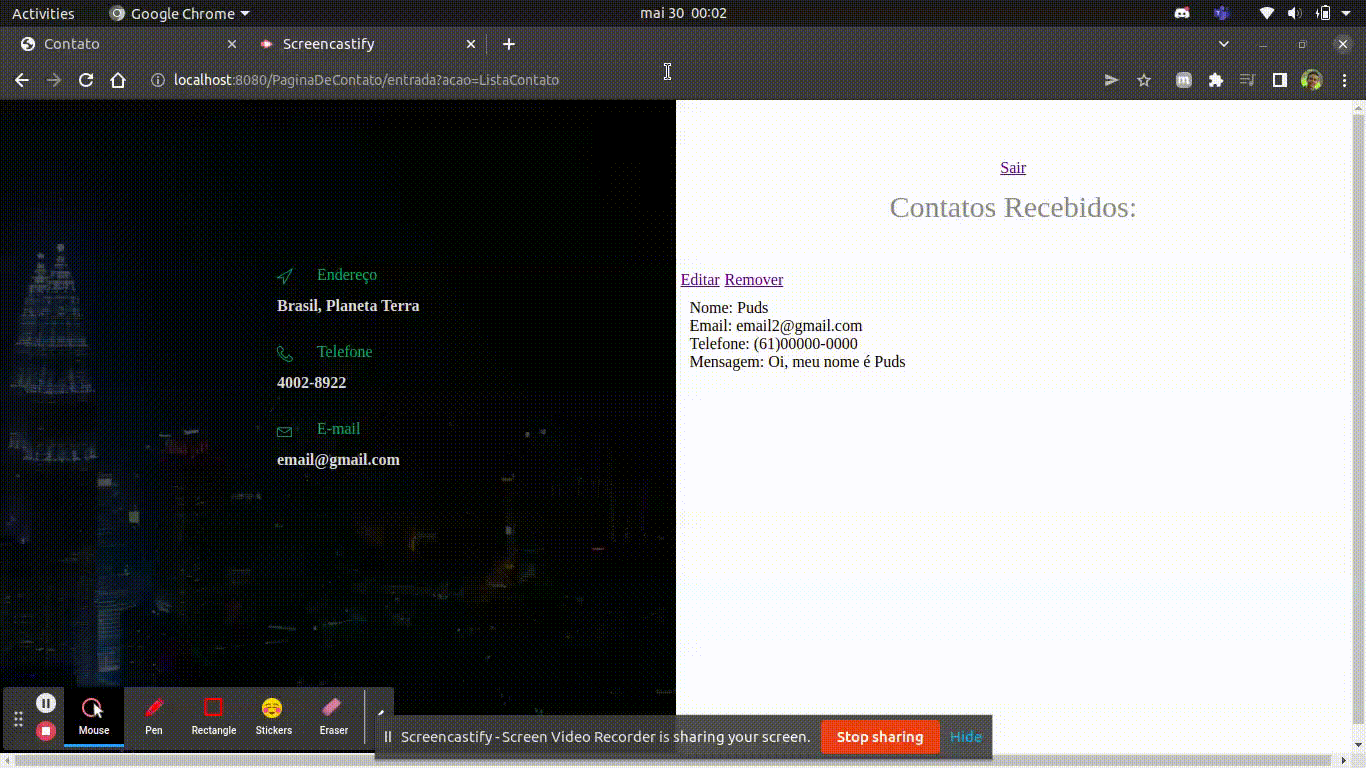 Activities
Google Chrome
mai 30 00:02
Contato
Screencastify
localhost:8080/PaginaDeContato/entrada?acao=ListaContato
m
Sair
Contatos Recebidos:
Endereço
Brasil, Planeta Terra
Telefone
4002-8922
E-mail
email@gmail.com
Editar Remover
Nome: Puds
Email: email2@gmail.com
Telefone: (61)00000-0000
Mensagem: Oi, meu nome é Puds
Mouse
Pen
Rectangle
Stickers
Eraser
Screencastify - Screen Video Recorder is sharing your screen.
Stop sharing
Hide